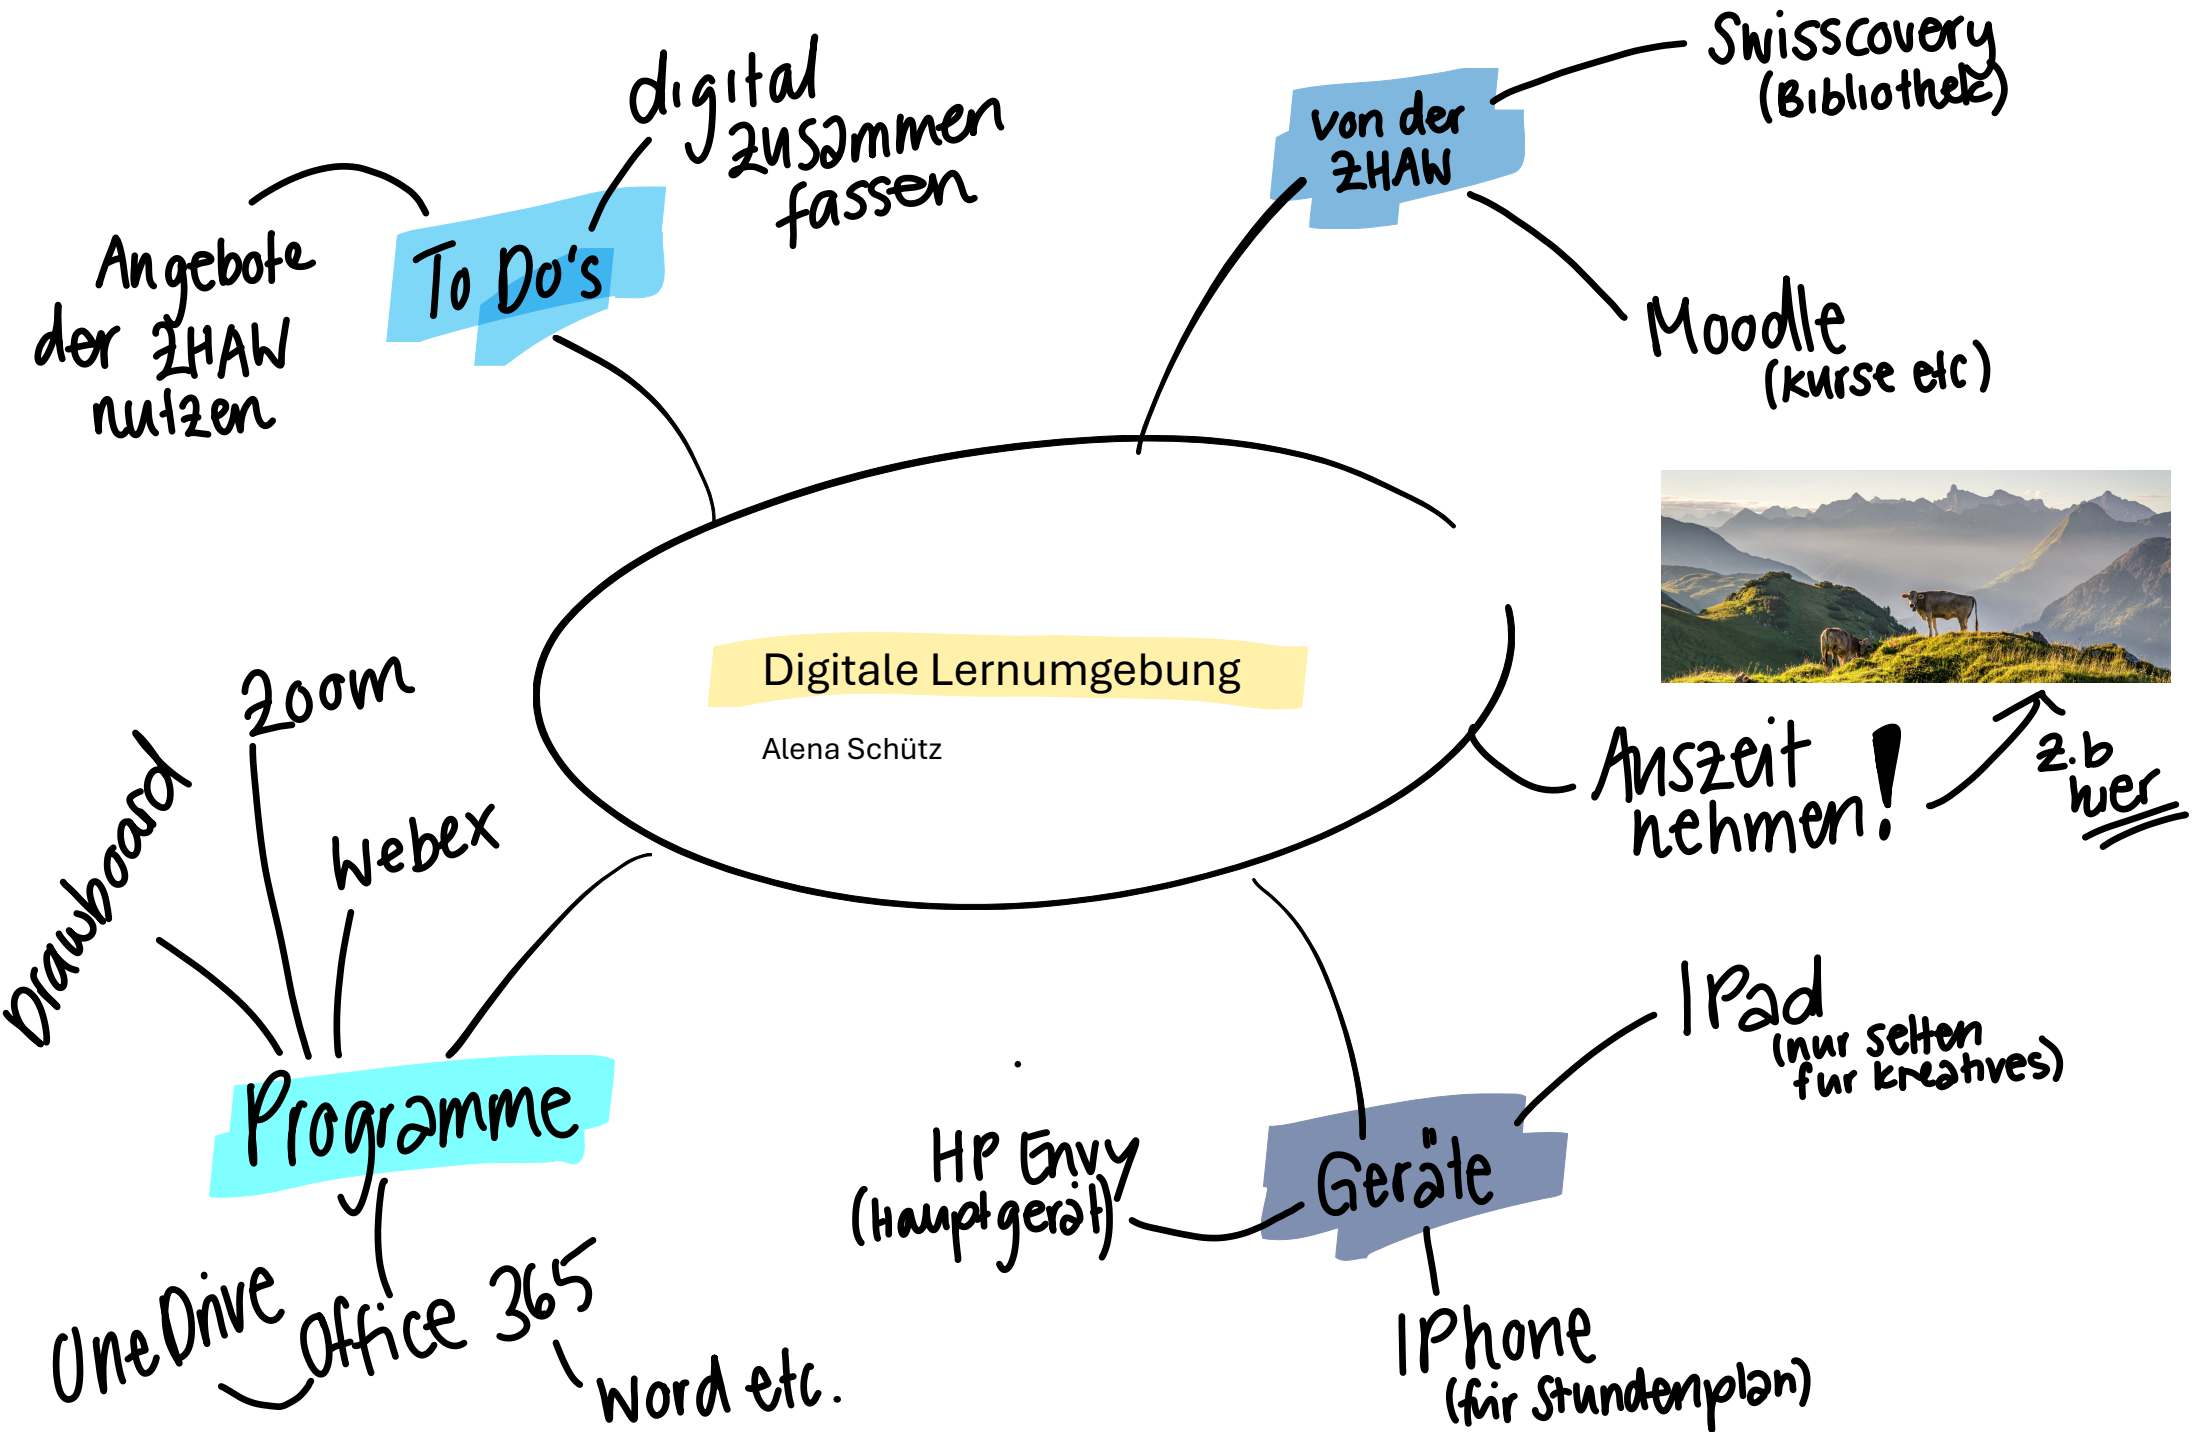 digital
zusammen
fassen
Angebote
der ZHAW
nutzen
To Do's
von der
ZHAW
Swisscovery
(Bibliothek)
Moodle
(kurse etc)
Digitale Lernumgebung
Alena Schütz
Auszeit
nehmen!
z.b
hier
Zoom
Drawboard
Webex
Programme
OneDrive
Office 365
Word etc.
Geräte
HP Envy
(Hauptgerät)
IPad
(nur selten
für kreatives)
IPhone
(für Stundenplan)